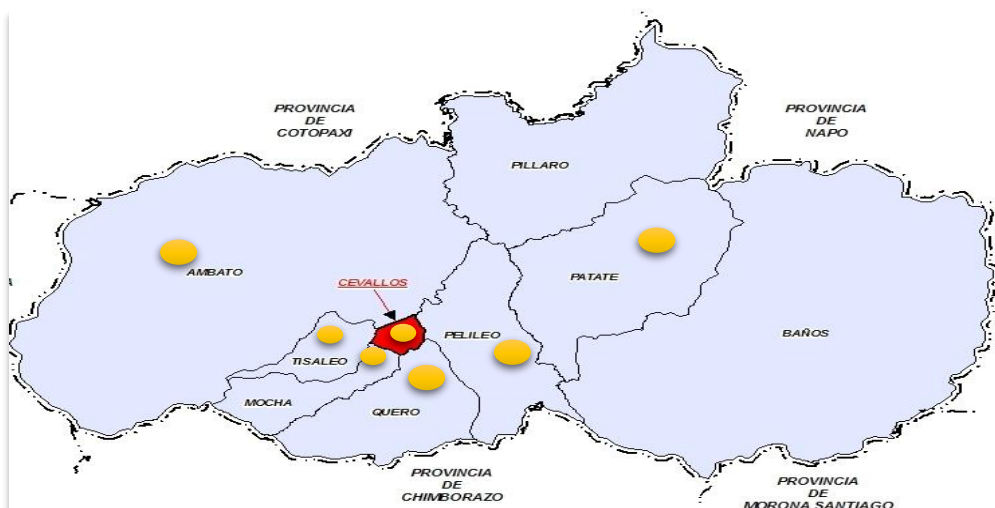 PROVINCIA
DE
COTOPAXI
PROVINCIA
DE
NAPO
PILLARO
AMBATO
PATATE
CEVALLOS
PELILEO
BAÑOS
TISALEO
MOCHA
QUERO
PROVINCIA
DE
CHIMBORAZO
PROVINCIA
DE
MORONA SANTIAGO